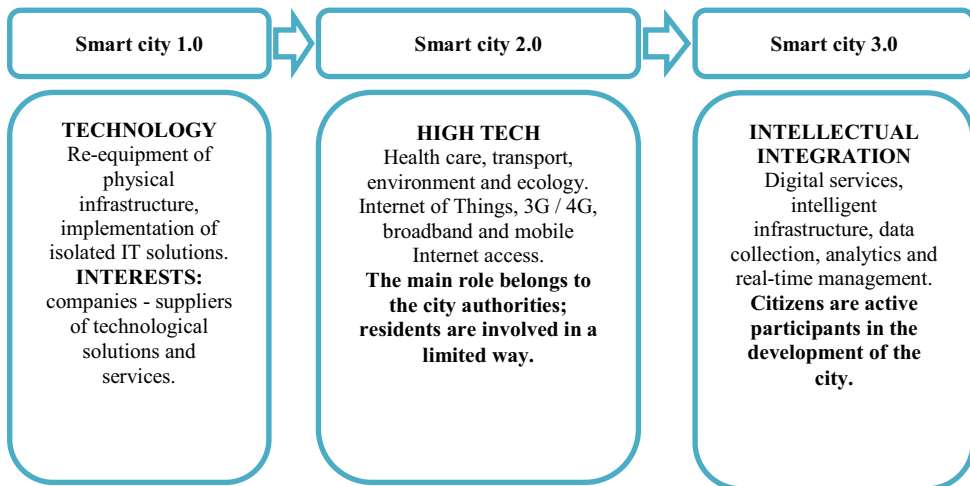 Smart city 1.0
Smart city 2.0
Smart city 3.0
TECHNOLOGY
Re-equipment of
physical
infrastructure,
implementation of
isolated IT solutions.
INTERESTS:
companies - suppliers
of technological
solutions and
services.
HIGH TECH
Health care, transport,
environment and ecology.
Internet of Things, 3G / 4G,
broadband and mobile
Internet access.
The main role belongs to
the city authorities;
residents are involved in a
limited way.
INTELLECTUAL
INTEGRATION
Digital services,
intelligent
infrastructure, data
collection, analytics and
real-time management.
Citizens are active
participants in the
development of the
city.